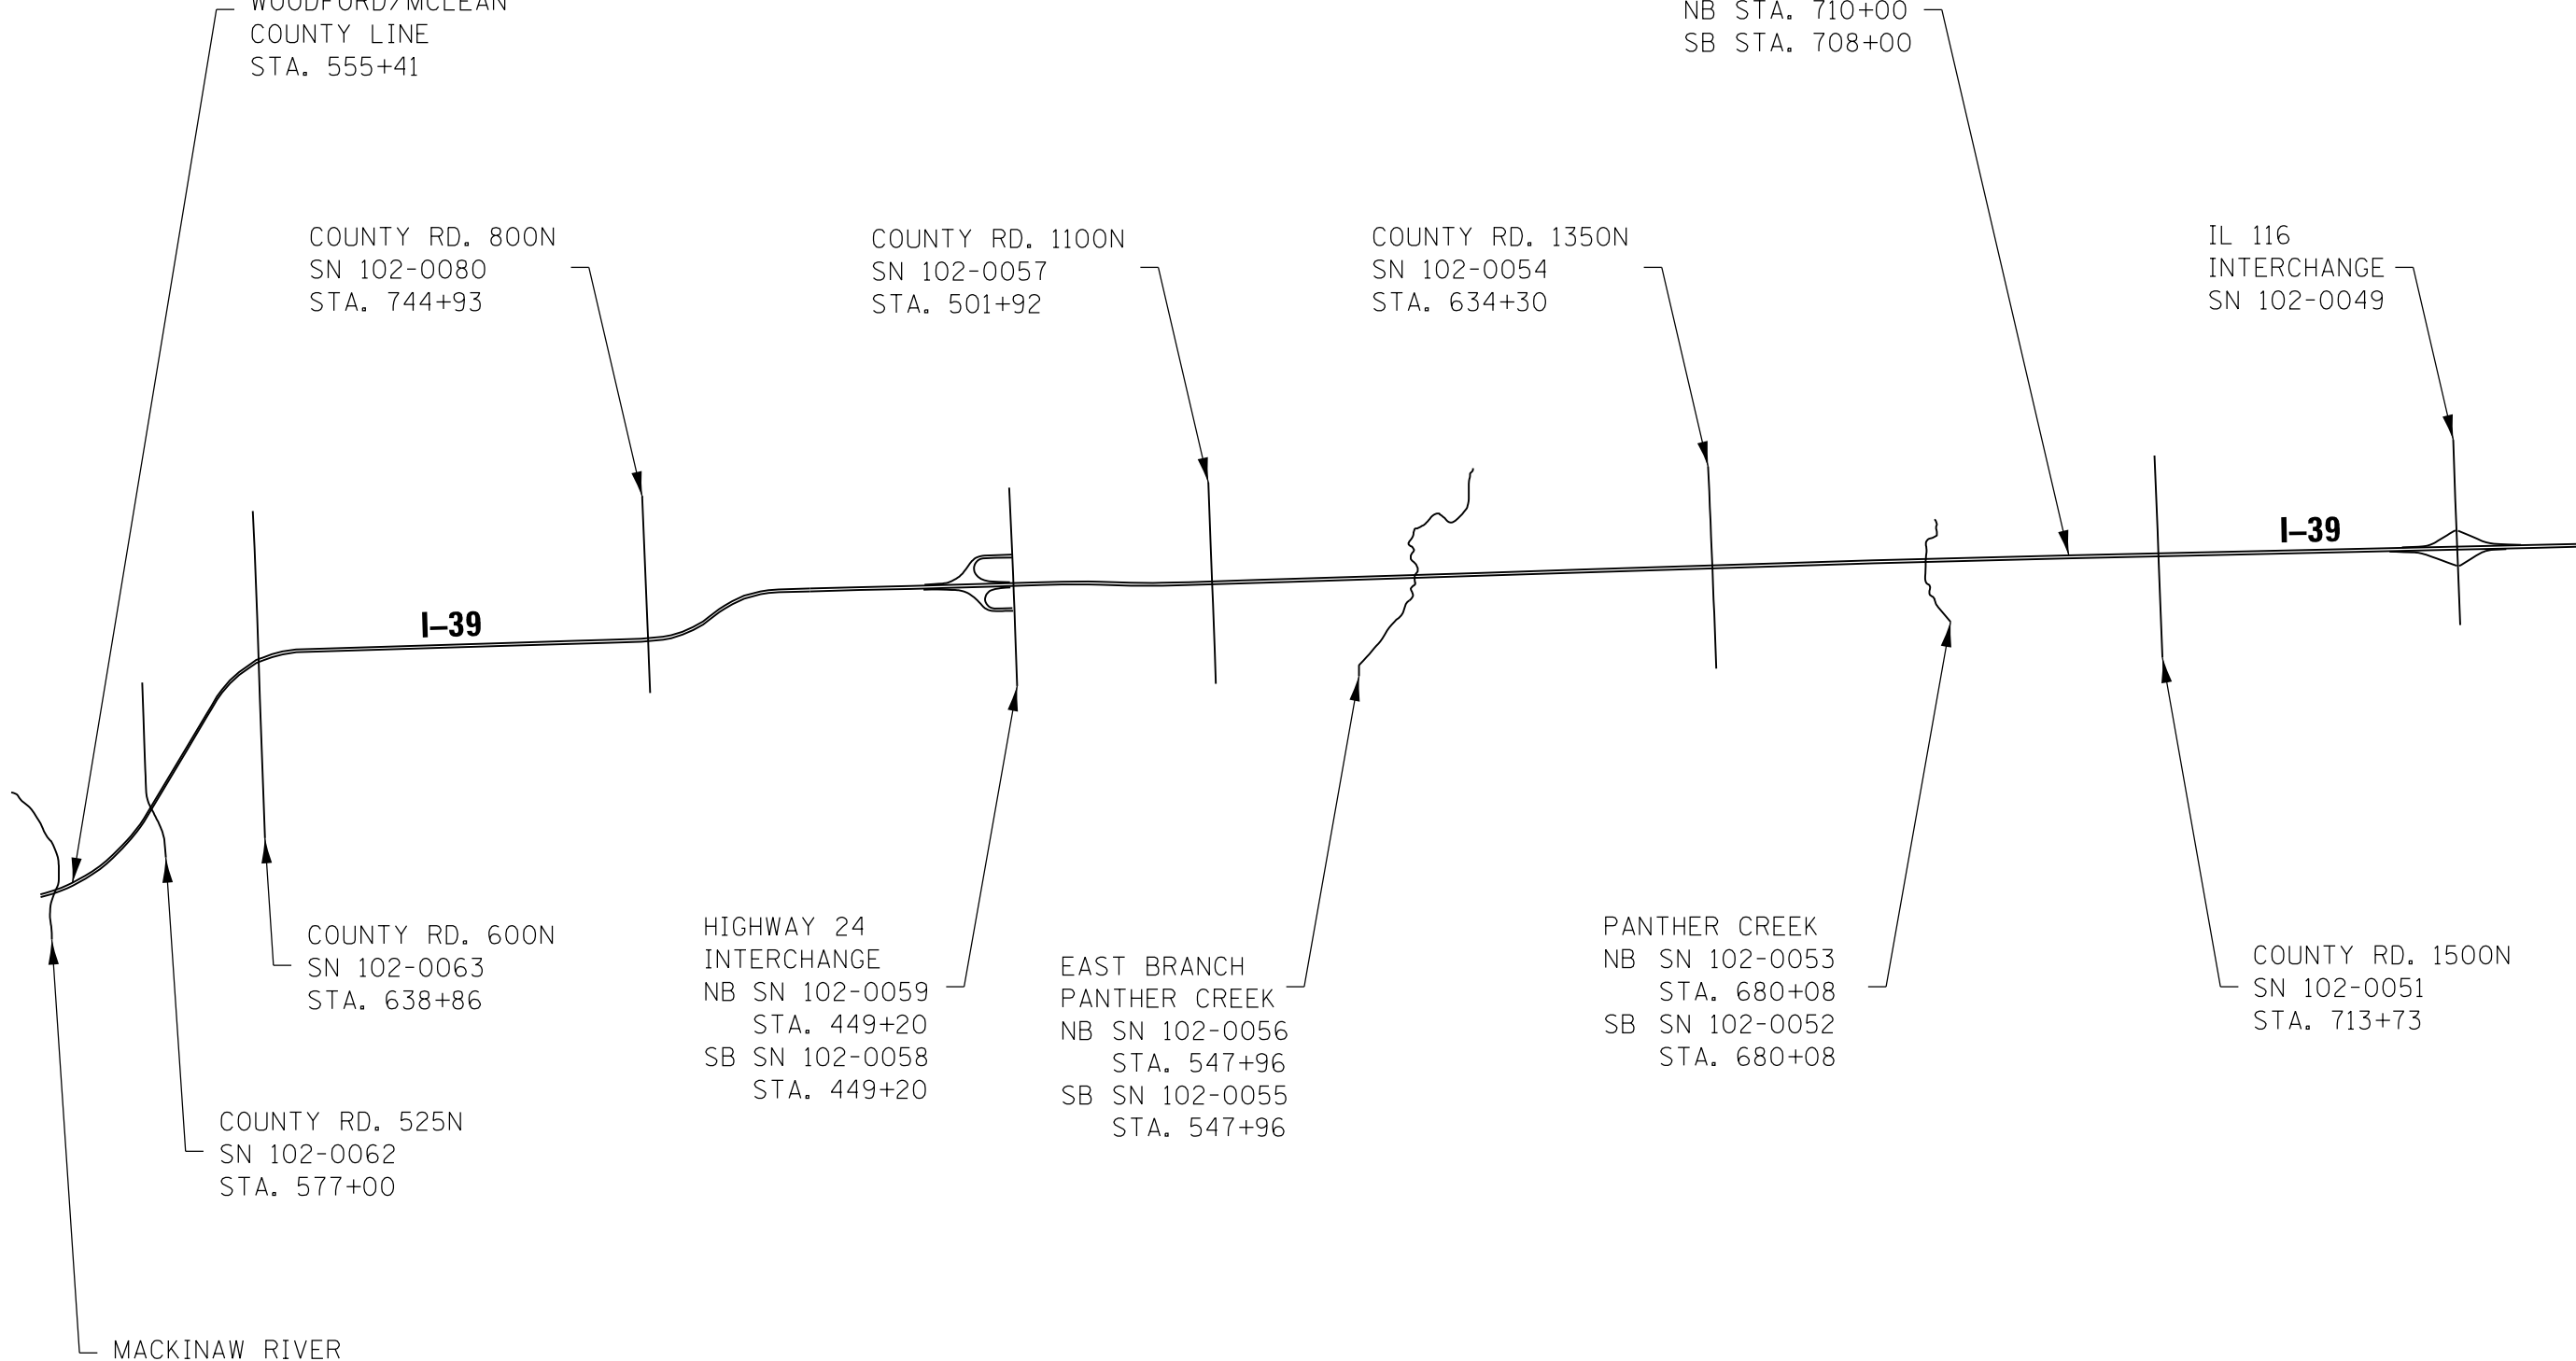 WOODFORD/MCLEAN
COUNTY LINE
STA. 555+41
NB STA. 710+00
SB STA. 708+00
COUNTY RD. 800N
SN 102-0080
STA. 744+93
COUNTY RD. 1100N
SN 102-0057
STA. 501+92
COUNTY RD. 1350N
SN 102-0054
STA. 634+30
IL 116
INTERCHANGE
SN 102-0049
I-39
I-39
COUNTY RD. 600N
SN 102-0063
STA. 638+86
HIGHWAY 24
INTERCHANGE
NB SN 102-0059
STA. 449+20
SB SN 102-0058
STA. 449+20
EAST BRANCH
PANTHER CREEK
NB SN 102-0056
STA. 547+96
SB SN 102-0055
STA. 547+96
PANTHER CREEK
NB SN 102-0053
STA. 680+08
SB SN 102-0052
STA. 680+08
COUNTY RD. 1500N
SN 102-0051
STA. 713+73
COUNTY RD. 525N
SN 102-0062
STA. 577+00
MACKINAW RIVER